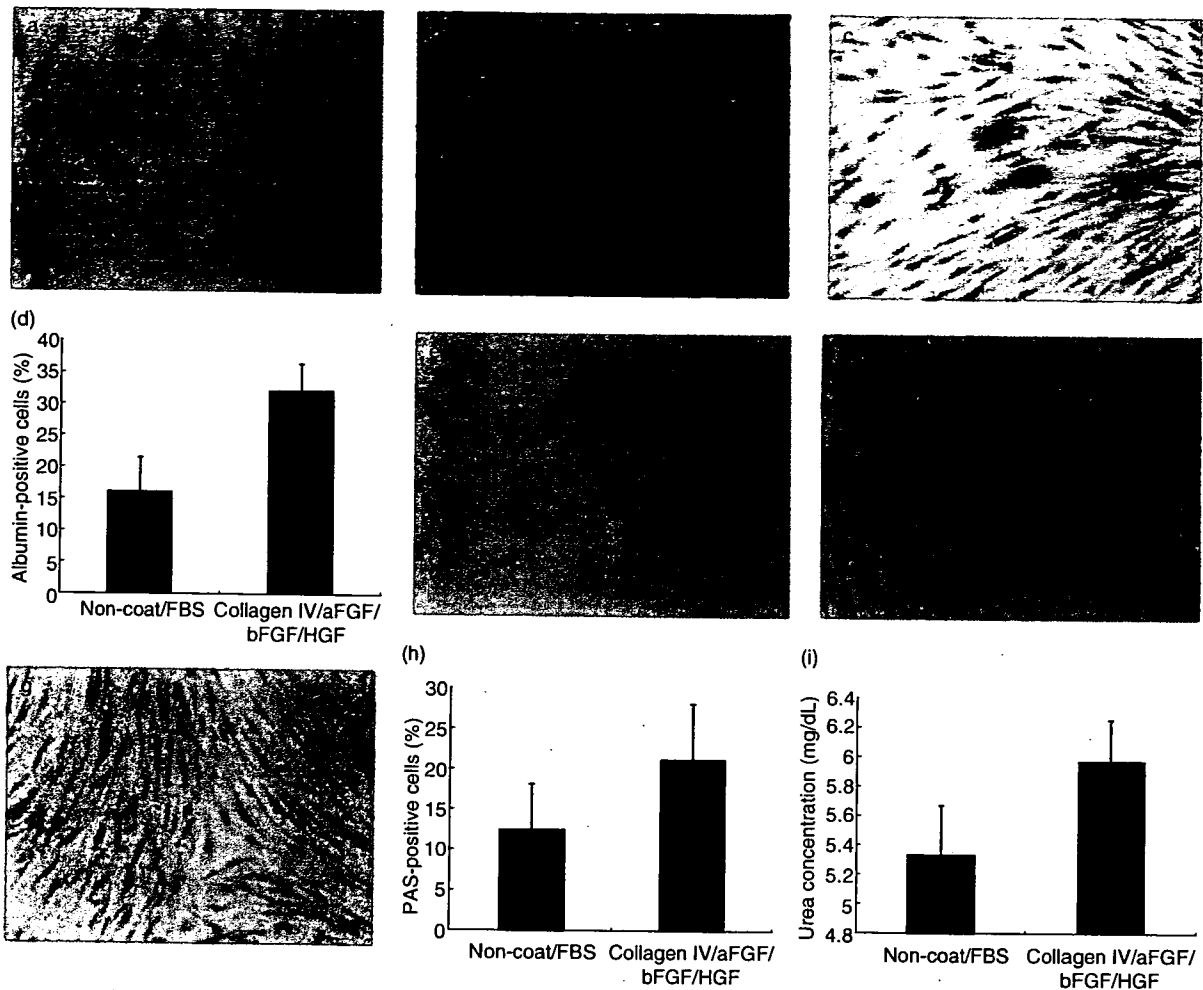 (d)
Albumin-positive cells (%)
40
35
30
25
20
15
10
5
0
Non-coat/FBS
Collagen IV/aFGF/
bFGF/HGF
(h)
PAS-positive cells (%)
30
25
20
15
10
5
0
Non-coat/FBS
Collagen IV/aFGF/
bFGF/HGF
(i)
Urea concentration (mg/dL)
6.4
6.2
6
5.8
5.6
5.4
5.2
5
4.8
Non-coat/FBS
Collagen IV/aFGF/
bFGF/HGF